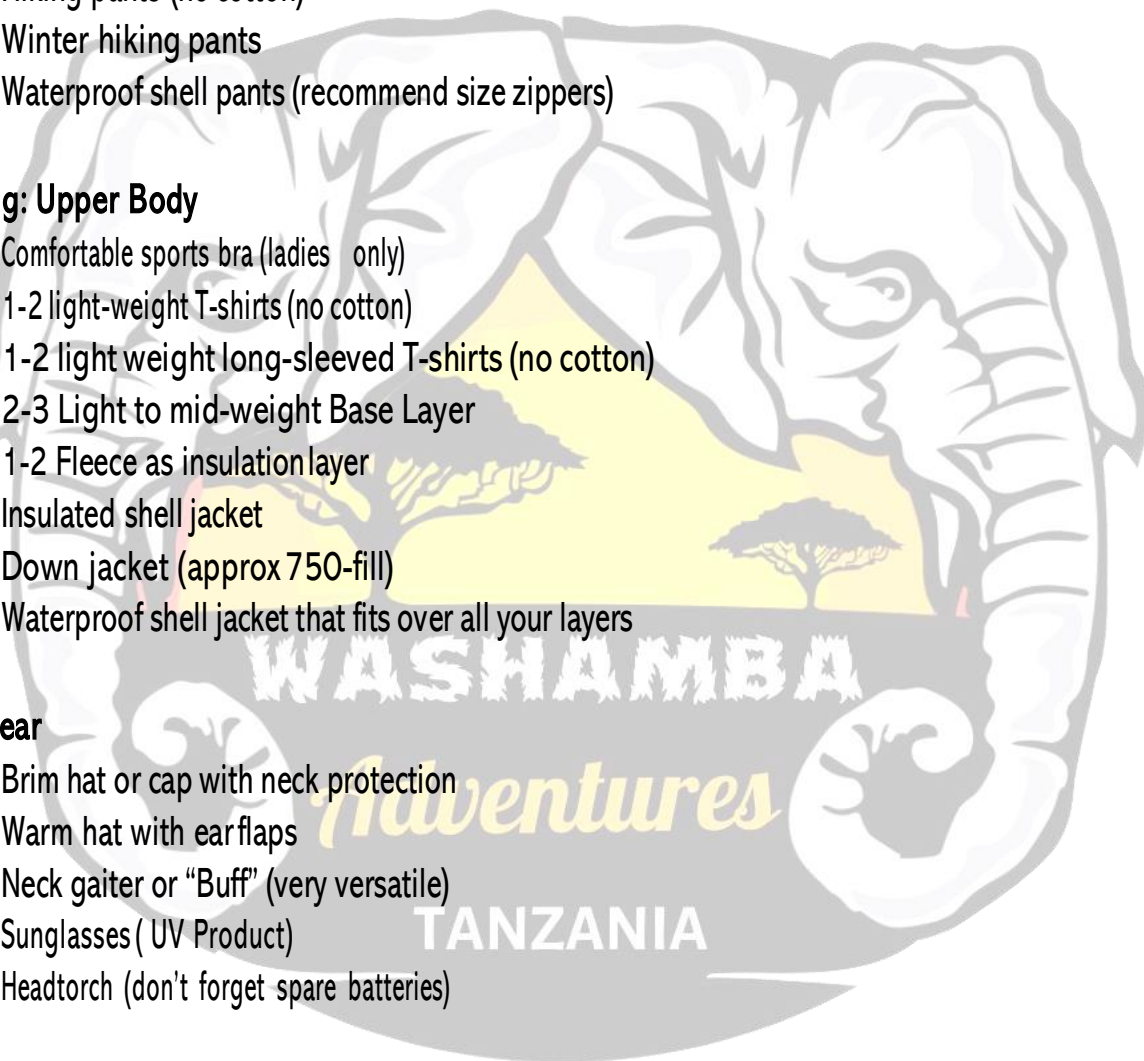 Hiking pants (no cotton)
Winter hiking pants
Waterproof shell pants (recommend size zippers)
g: Upper Body
Comfortable sports bra (ladies only)
1-2 light-weight T-shirts (no cotton)
1-2 light weight long-sleeved T-shirts (no cotton)
2-3 Light to mid-weight Base Layer
1-2 Fleece as insulation layer
Insulated shell jacket
Down jacket (approx 750-fill)
Waterproof shell jacket that fits over all your layers
WASHAMBA
ear
Brim hat or cap with neck protection
Adventures
Warm hat with ear flaps
Neck gaiter or “Buff” (very versatile)
TANZANIA
Sunglasses ( UV Product)
Headtorch (don’t forget spare batteries)